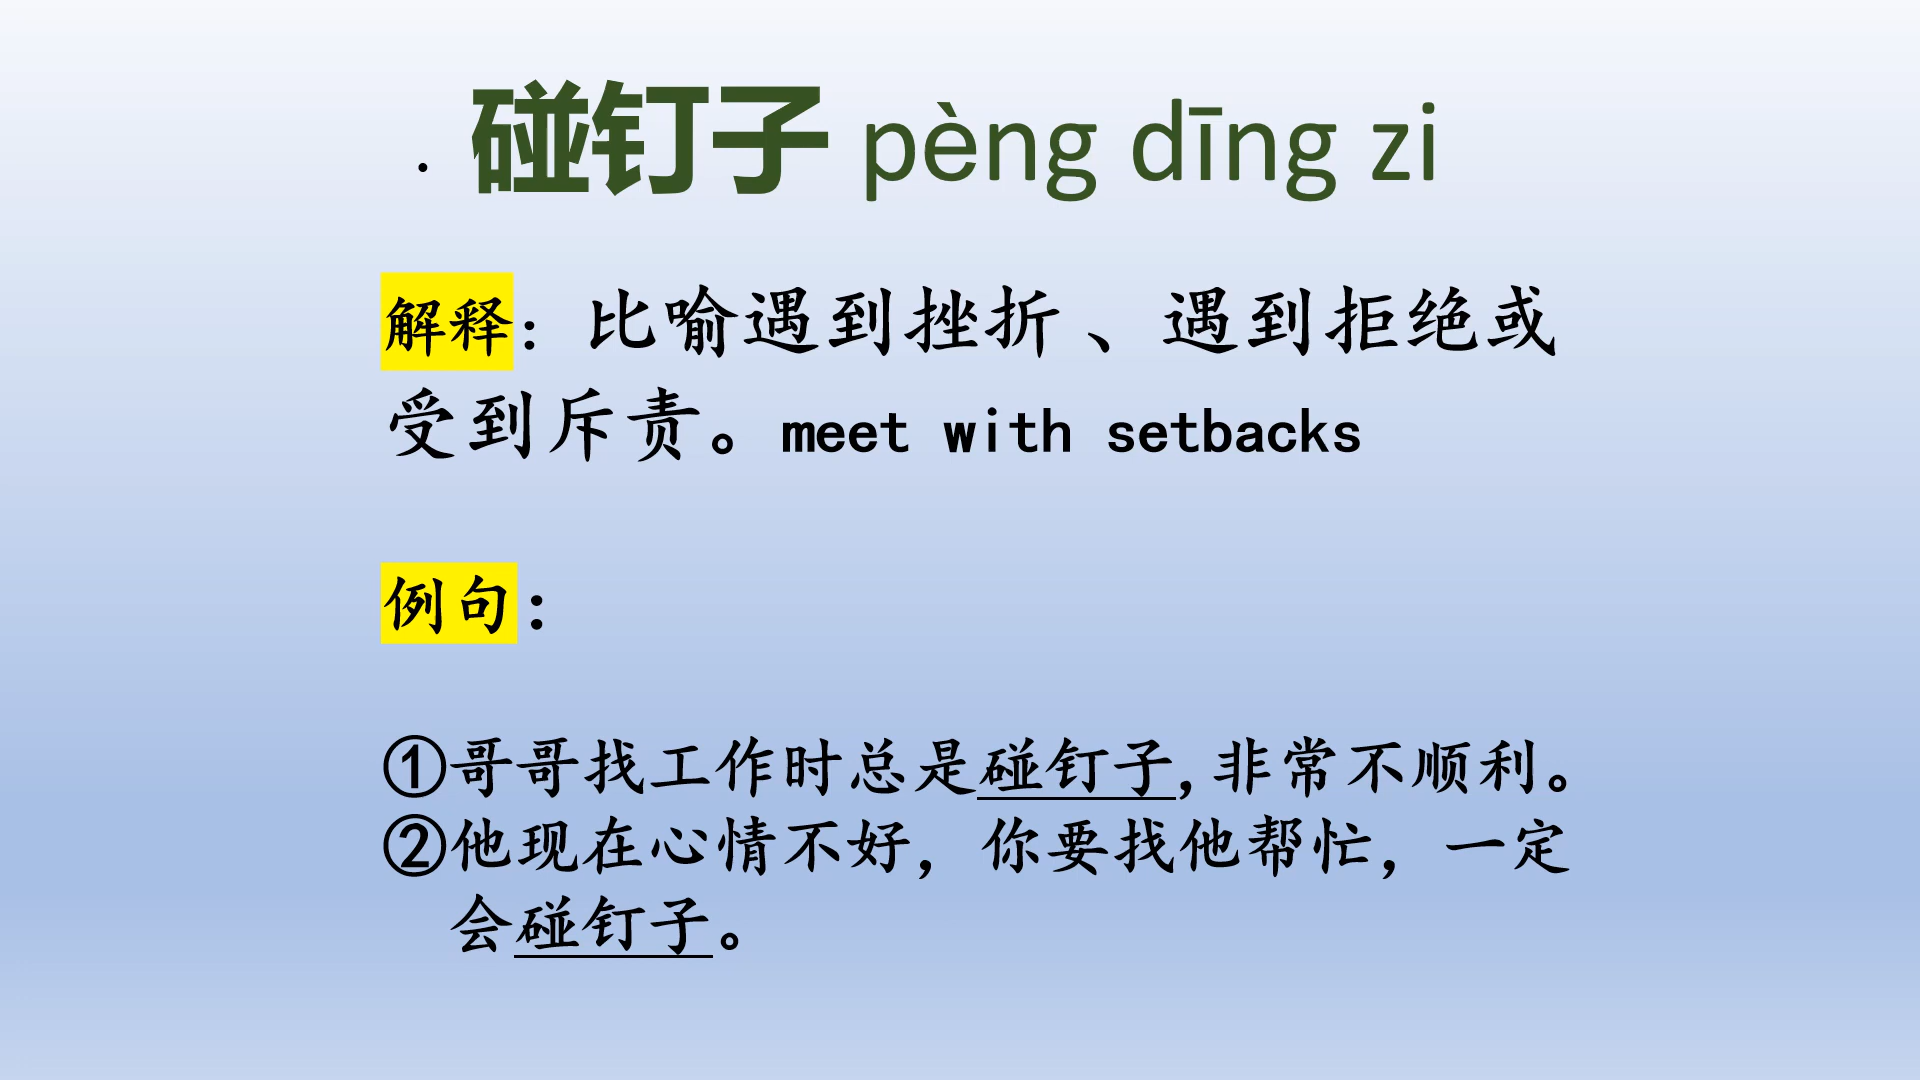 · 碰钉子 pèng dīng zi
解释：比喻遇到挫折、遇到拒绝或
受到斥责。meet with setbacks
例句：
①哥哥找工作时总是碰钉子,非常不顺利。
②他现在心情不好，你要找他帮忙，一定
会碰钉子。